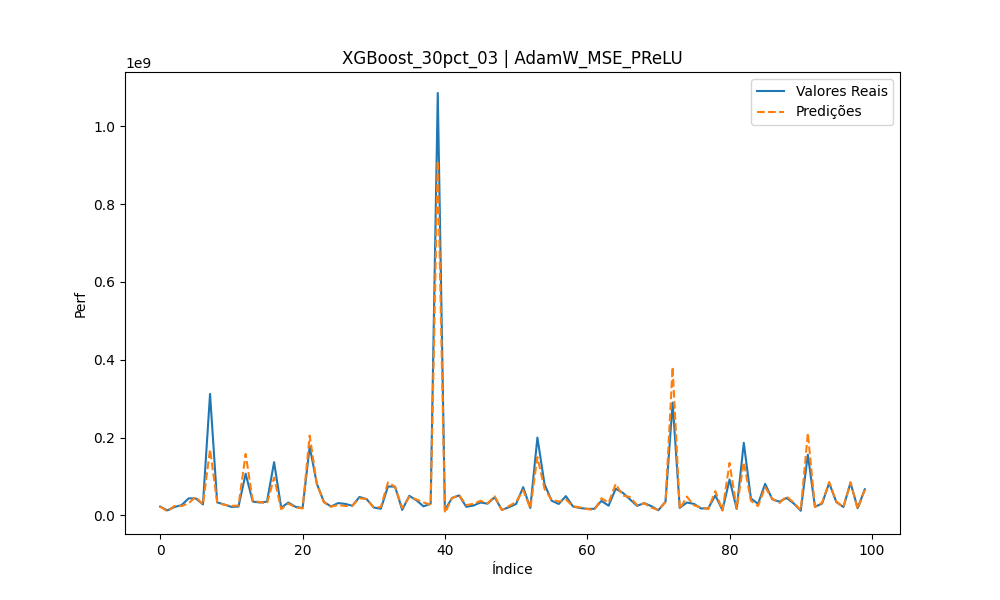 XGBoost_30pct_03 | AdamW_MSE_PReLU
1e9
Valores Reais
Predições
1.0
0.8
0.6
0.4
0.2
0.0
Perf
0 20 40 60 80 100
Índice